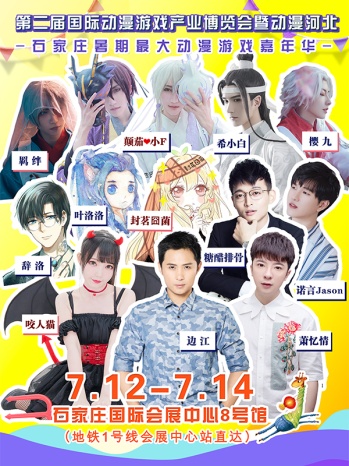 第二届国际动漫游戏产业博览会暨动漫河北
-石家庄暑期最大动漫游戏嘉年华-
羁绊
颠茄❤小F
希小白
樱九
辞洛
叶洛洛
封茗囧菌
糖醋排骨
诺言Jason
咬人猫
边江
萧忆情
7.12-7.14
石家庄国际会展中心8号馆
(地铁1号线会展中心站直达)